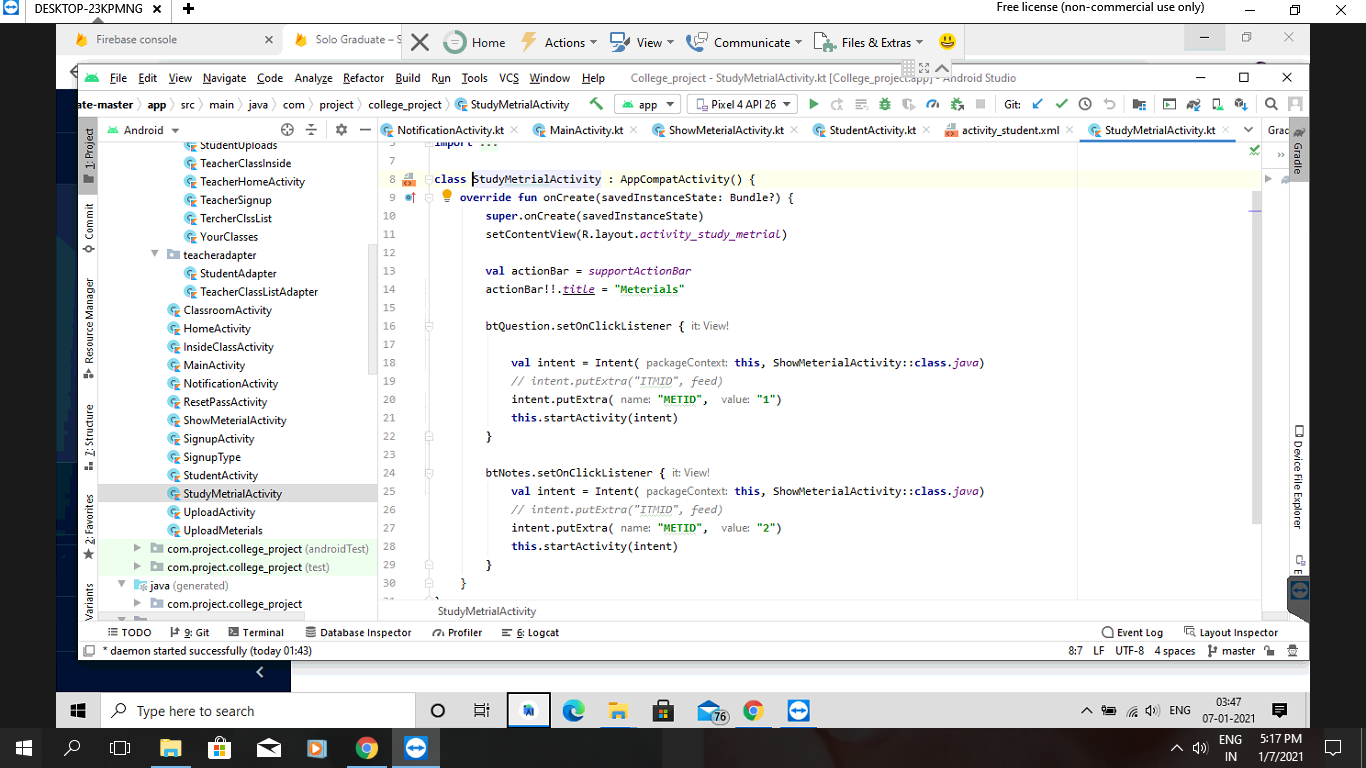 DESKTOP-23KPMNG
Free license (non-commercial use only)
Firebase console
Solo Graduate – S
Home
Actions
View
Communicate
Files & Extras
File Edit View Navigate Code Analyze Refactor Build Run Tools VCS Window Help
College_project - StudyMetrialActivity.kt [College_project.app] - Android Studio
ate-master app src main java com project college_project StudyMetrialActivity
app
Pixel 4 API 26
Git:
Android
NotificationActivity.kt
MainActivity.kt
ShowMeterialActivity.kt
StudentActivity.kt
activity_student.xml
StudyMetrialActivity.kt
Grad
1: Project
Commit
Resource Manager
7: Structure
2: Favorites
Variants
StudentUploads
TeacherClassInside
TeacherHomeActivity
TeacherSignup
TercherClssList
YourClasses
teacheradapter
StudentAdapter
TeacherClassListAdapter
ClassroomActivity
HomeActivity
InsideClassActivity
MainActivity
NotificationActivity
ResetPassActivity
ShowMeterialActivity
SignupActivity
SignupType
StudentActivity
StudyMetrialActivity
UploadActivity
UploadMeterials
com.project.college_project (androidTest)
com.project.college_project (test)
java (generated)
com.project.college_project
import ...
7
8 class StudyMetrialActivity : AppCompatActivity() {
9 override fun onCreate(savedInstanceState: Bundle?) {
10 super.onCreate(savedInstanceState)
11 setContentView(R.layout.activity_study_metrial)
12
13 val actionBar = supportActionBar
14 actionBar!!.title = "Meterials"
15
16 btQuestion.setOnClickListener { it: View!
17
18 val intent = Intent( packageContext: this, ShowMeterialActivity::class.java)
19 // intent.putExtra("ITMID", feed)
20 intent.putExtra( name: "METID", value: "1")
21 this.startActivity(intent)
22 }
23
24 btNotes.setOnClickListener { it: View!
25 val intent = Intent( packageContext: this, ShowMeterialActivity::class.java)
26 // intent.putExtra("ITMID", feed)
27 intent.putExtra( name: "METID", value: "2")
28 this.startActivity(intent)
29 }
30 }
StudyMetrialActivity
Gradle
Device File Explorer
TODO
9: Git
Terminal
Database Inspector
Profiler
6: Logcat
Event Log
Layout Inspector
* daemon started successfully (today 01:43)
8:7 LF UTF-8 4 spaces master
Type here to search
76
ENG
03:47
07-01-2021
ENG
IN
5:17 PM
1/7/2021